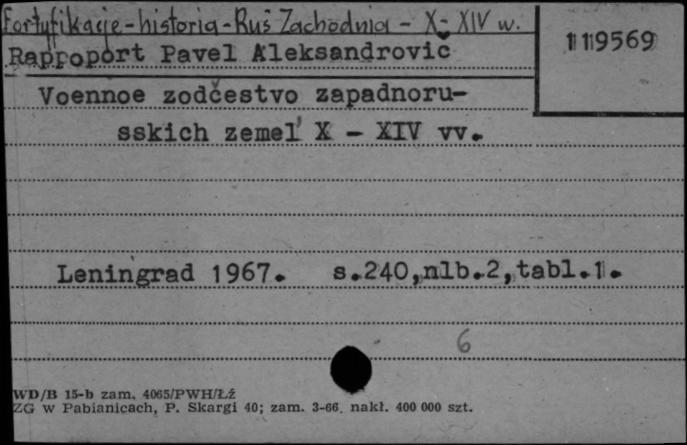 Fortyfikacje - historia - Ruś Zachodnia - X - XIV w.
1119569
Rappoport Pavel Aleksandrovič
Voennoe zodčestvo zapadnoru-
sskich zemel' X - XIV vv.
Leningrad 1967. s.240,nlb.2,tabl.1.
6
WD/B 15-b zam. 4065/PWH/Łź
ZG w Pabianicach, P. Skargi 40; zam. 3-66. nakł. 400 000 szt.